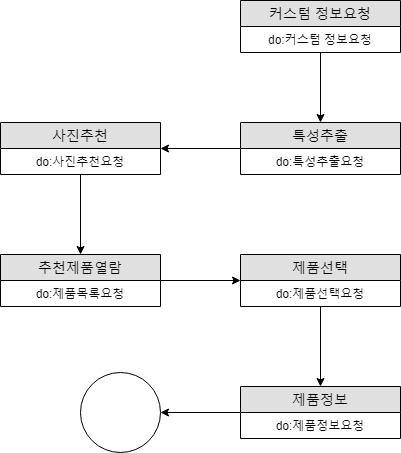 커스텀 정보요청
do:커스텀 정보요청
사진추천
do:사진추천요청
특성추출
do:특성추출요청
추천제품열람
do:제품목록요청
제품선택
do:제품선택요청
제품정보
do:제품정보요청